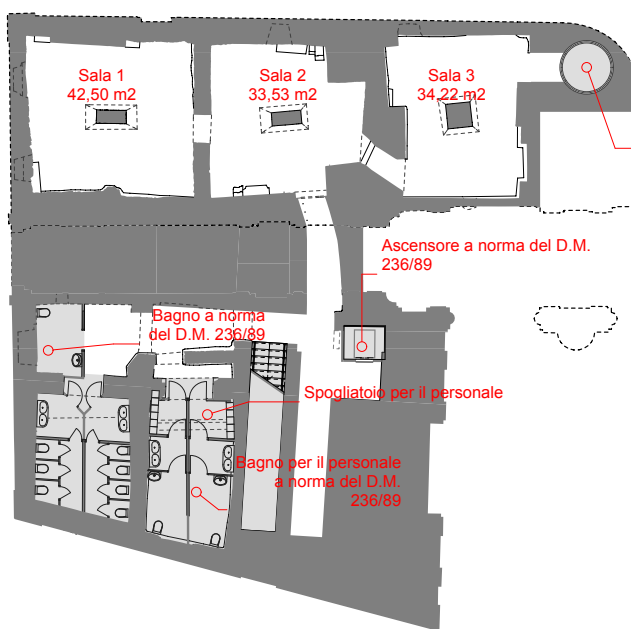 Sala 1
42,50 m2
Sala 2
33,53 m2
Sala 3
34,22 m2
Ascensore a norma del D.M.
236/89
Bagno a norma
del D.M. 236/89
Spogliatoio per il personale
Bagno per il personale
a norma del D.M.
236/89